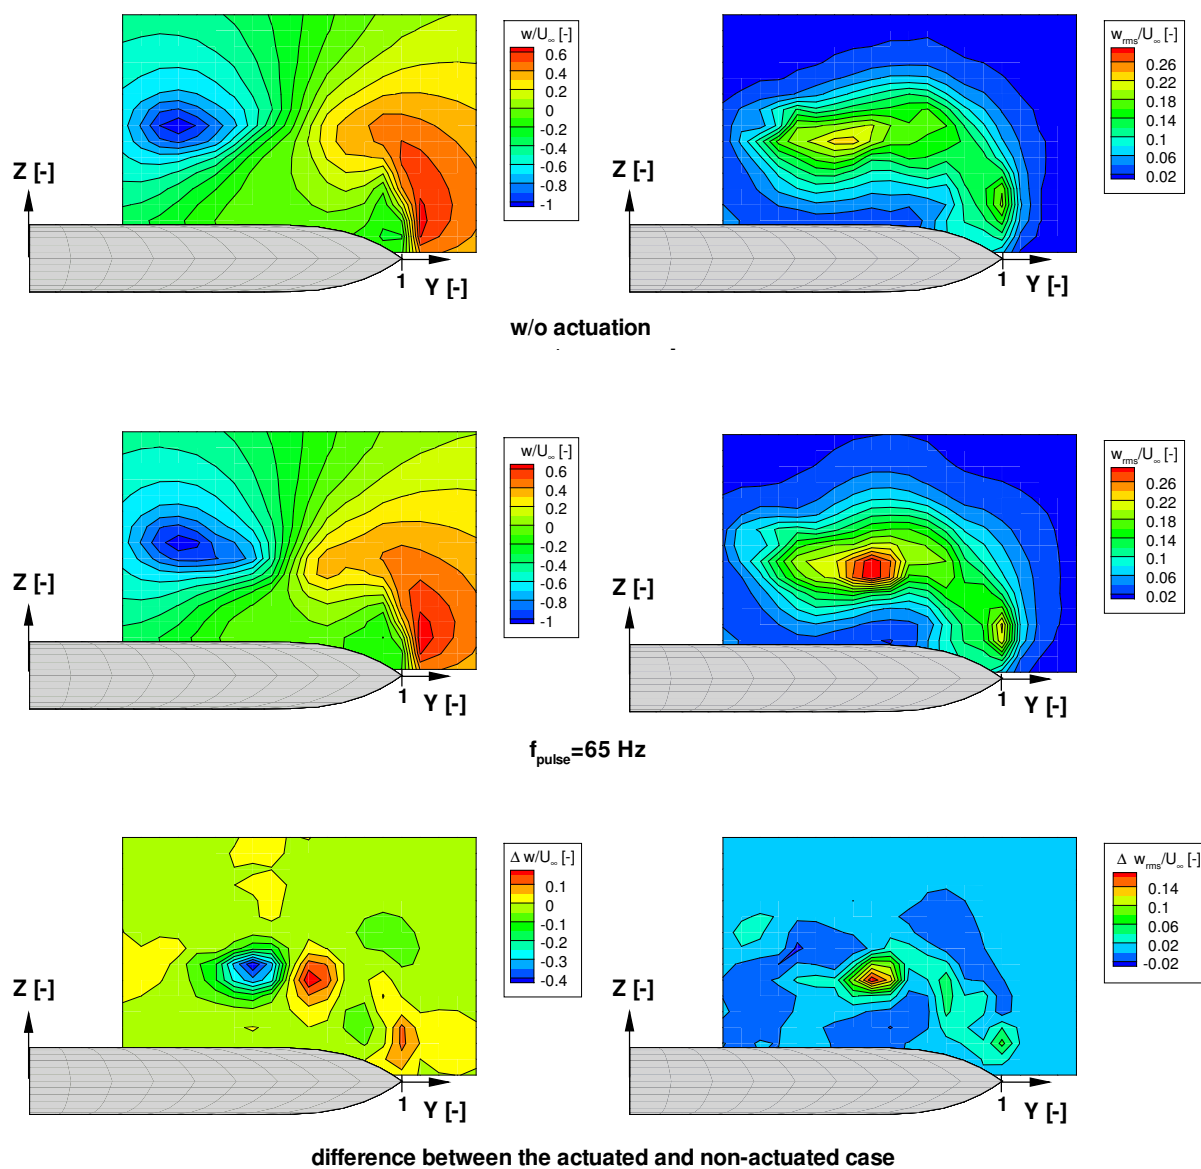 w/U∞ [-]
0.6
0.4
0.2
0
-0.2
-0.4
-0.6
-0.8
-1
Z [-]
1
Y [-]
wrms/U∞ [-]
0.26
0.22
0.18
0.14
0.1
0.06
0.02
Z [-]
1
Y [-]
w/o actuation
w/U∞ [-]
0.6
0.4
0.2
0
-0.2
-0.4
-0.6
-0.8
-1
Z [-]
1
Y [-]
wrms/U∞ [-]
0.26
0.22
0.18
0.14
0.1
0.06
0.02
Z [-]
1
Y [-]
fpulse=65 Hz
Δ w/U∞ [-]
0.1
0
-0.1
-0.2
-0.3
-0.4
Z [-]
1
Y [-]
Δ wrms/U∞ [-]
0.14
0.1
0.06
0.02
-0.02
Z [-]
1
Y [-]
difference between the actuated and non-actuated case